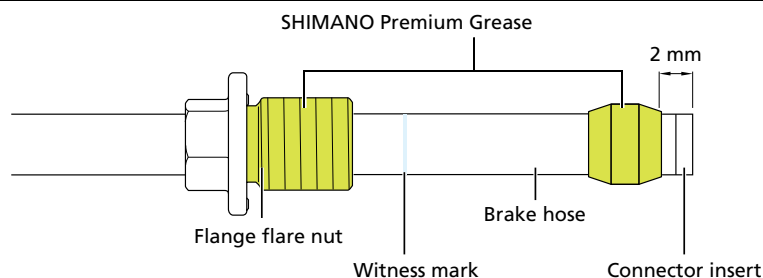 SHIMANO Premium Grease
2 mm
Brake hose
Flange flare nut
Witness mark
Connector insert